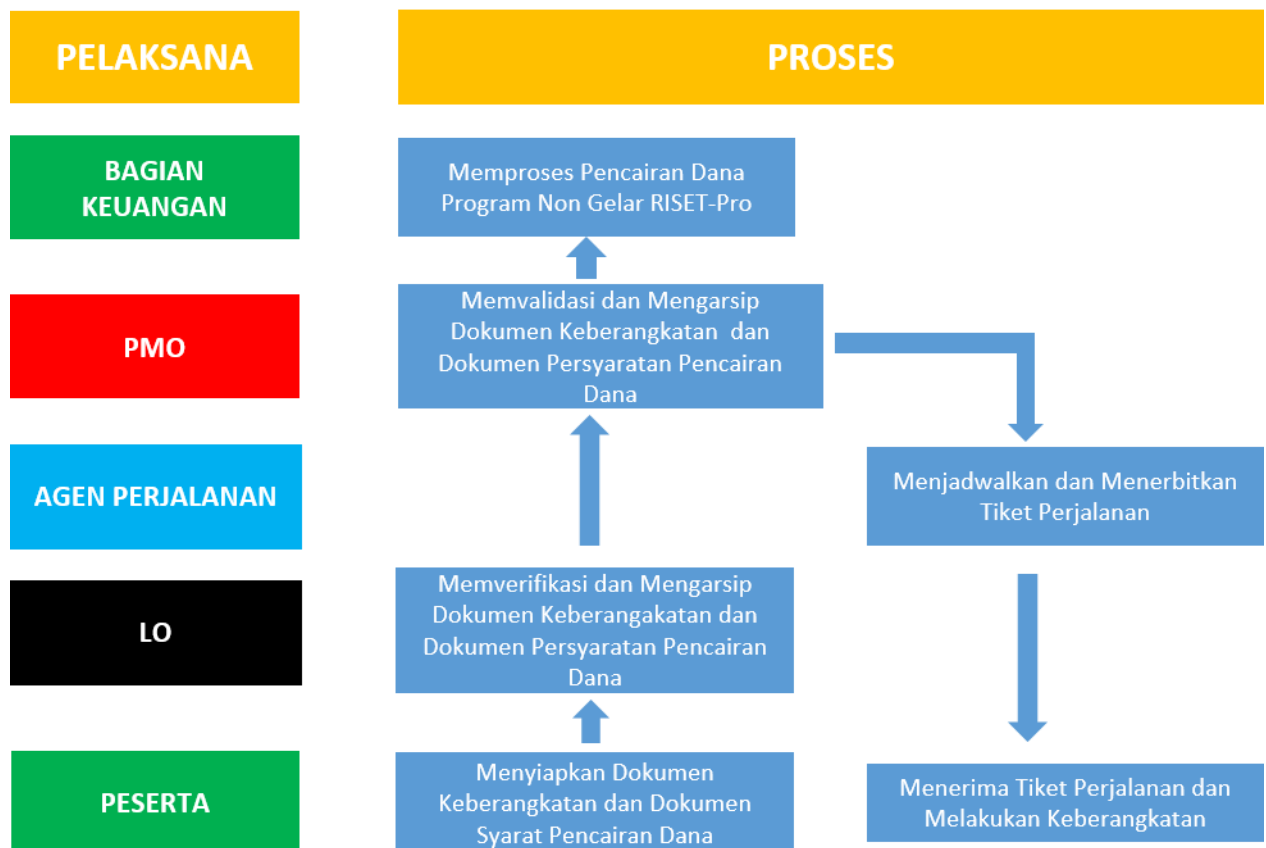 PELAKSANA
PROSES
BAGIAN
KEUANGAN
Memproses Pencairan Dana
Program Non Gelar RISET-Pro
PMO
Memvalidasi dan Mengarsip
Dokumen Keberangkatan dan
Dokumen Persyaratan Pencairan
Dana
AGEN PERJALANAN
Menjadwalkan dan Menerbitkan
Tiket Perjalanan
LO
Memverifikasi dan Mengarsip
Dokumen Keberangakatan dan
Dokumen Persyaratan Pencairan
Dana
PESERTA
Menyiapkan Dokumen
Keberangkatan dan Dokumen
Syarat Pencairan Dana
Menerima Tiket Perjalanan dan
Melakukan Keberangkatan